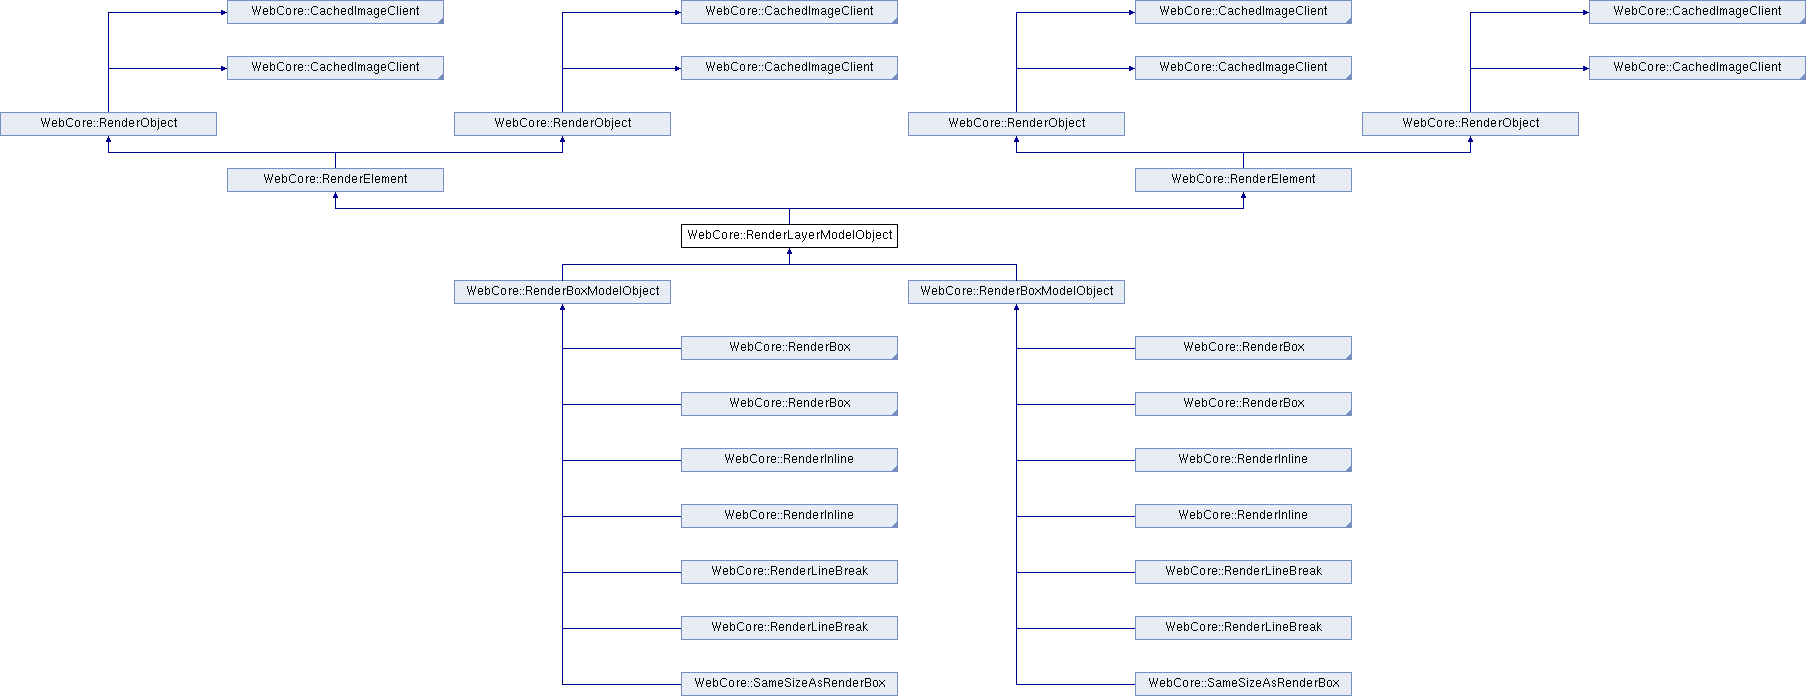 WebCore::CachedImageClient
WebCore::CachedImageClient
WebCore::CachedImageClient
WebCore::CachedImageClient
WebCore::CachedImageClient
WebCore::CachedImageClient
WebCore::CachedImageClient
WebCore::CachedImageClient
WebCore::RenderObject
WebCore::RenderObject
WebCore::RenderObject
WebCore::RenderObject
WebCore::RenderElement
WebCore::RenderElement
WebCore::RenderLayerModelObject
WebCore::RenderBoxModelObject
WebCore::RenderBoxModelObject
WebCore::RenderBox
WebCore::RenderBox
WebCore::RenderBox
WebCore::RenderBox
WebCore::RenderInline
WebCore::RenderInline
WebCore::RenderInline
WebCore::RenderInline
WebCore::RenderLineBreak
WebCore::RenderLineBreak
WebCore::RenderLineBreak
WebCore::RenderLineBreak
WebCore::SameSizeAsRenderBox
WebCore::SameSizeAsRenderBox